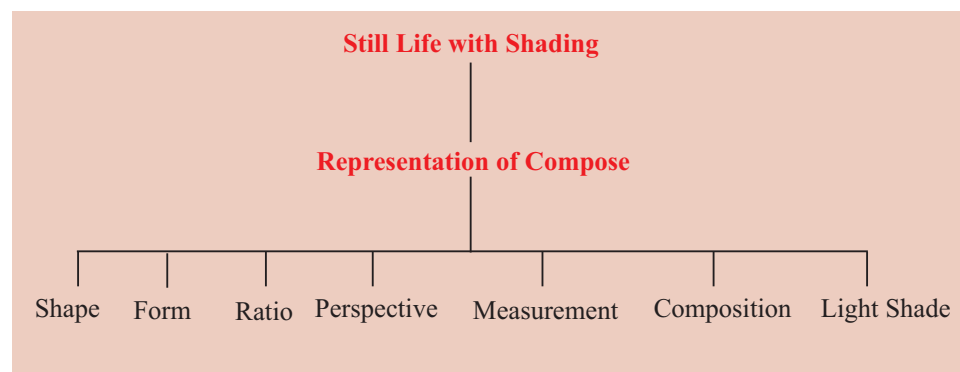 Still Life with Shading
Representation of Compose
Shape Form Ratio Perspective Measurement Composition Light Shade